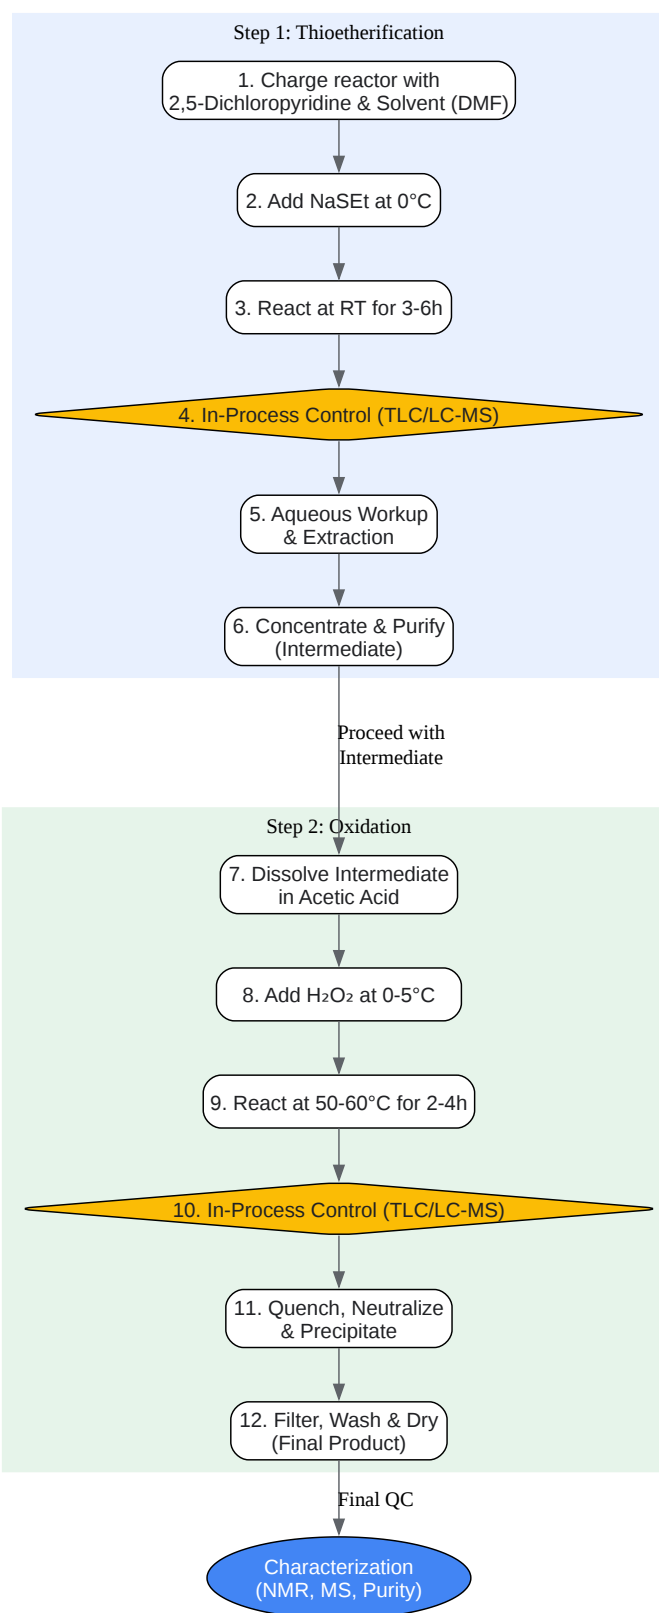 Step 1: Thioetherification
1. Charge reactor with
2,5-Dichloropyridine & Solvent (DMF)
2. Add NaSEt at 0°C
3. React at RT for 3-6h
4. In-Process Control (TLC/LC-MS)
5. Aqueous Workup
& Extraction
6. Concentrate & Purify
(Intermediate)
Proceed with
Intermediate
Step 2: Oxidation
7. Dissolve Intermediate
in Acetic Acid
8. Add H₂O₂ at 0-5°C
9. React at 50-60°C for 2-4h
10. In-Process Control (TLC/LC-MS)
11. Quench, Neutralize
& Precipitate
12. Filter, Wash & Dry
(Final Product)
Final QC
Characterization
(NMR, MS, Purity)